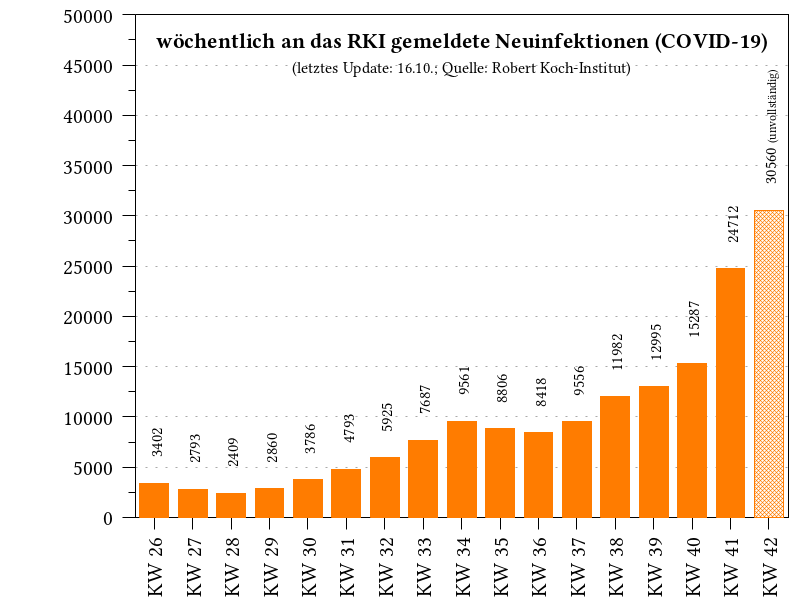 wöchentlich an das RKI gemeldete Neuinfektionen (COVID-19)
(letztes Update: 16.10.; Quelle: Robert Koch-Institut)
50000
45000
40000
35000
30000
25000
20000
15000
10000
5000
0
3402
2793
2409
2860
3786
4793
5925
7687
9561
8806
8418
9556
11982
12995
15287
24712
30560 (unvollständig)
KW 26
KW 27
KW 28
KW 29
KW 30
KW 31
KW 32
KW 33
KW 34
KW 35
KW 36
KW 37
KW 38
KW 39
KW 40
KW 41
KW 42